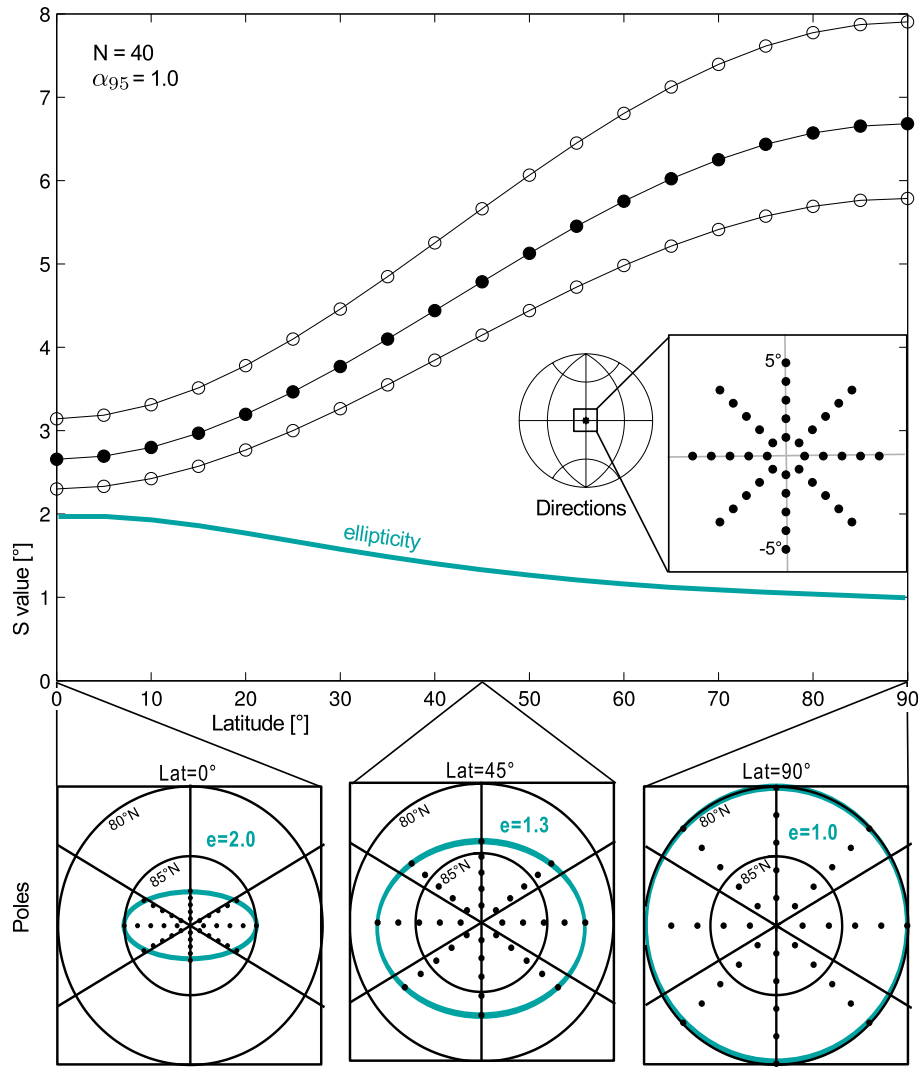 8
N = 40
α95 = 1.0
7
6
5
4
5°
3
Directions
-5°
2
ellipticity
S value [°]
1
0
0 10 20 30 40 50 60 70 80 90
Latitude [°]
Lat=0° Lat=45° Lat=90°
80°N 80°N 80°N
e=2.0 e=1.3 e=1.0
85°N 85°N 85°N
Poles